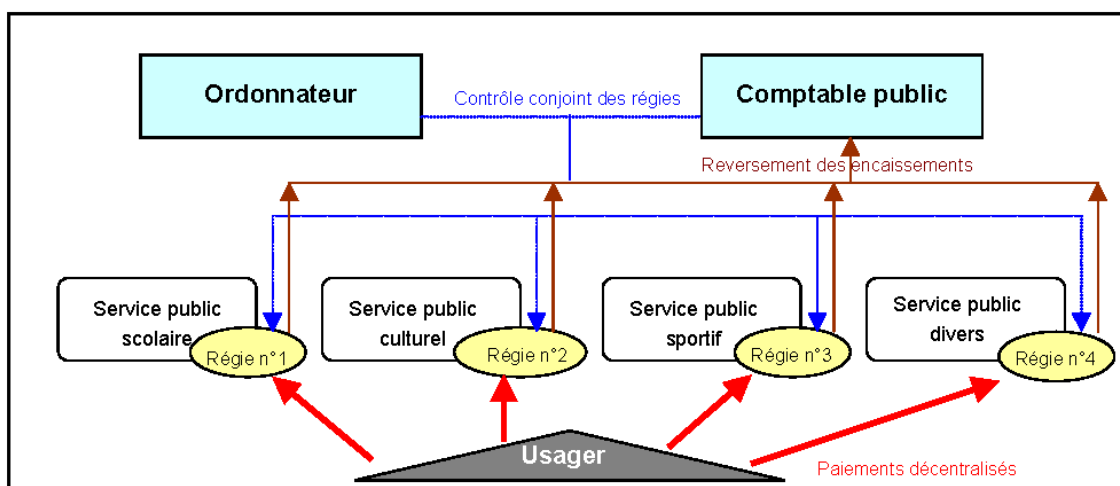 Ordonnateur
Contrôle conjoint des régies
Comptable public
Reversement des encaissements
Service public
scolaire
Régie n°1
Service public
culturel
Régie n°2
Service public
sportif
Régie n°3
Service public
divers
Régie n°4
Usager
Paiements décentralisés